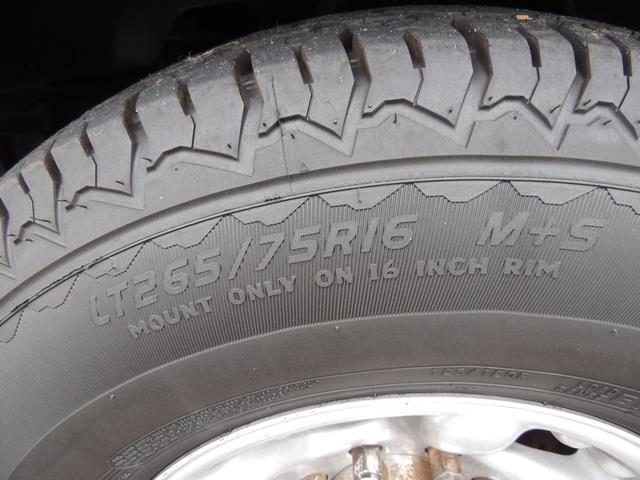 LT265/75R16 M+S
MOUNT ONLY ON 16 INCH RIM